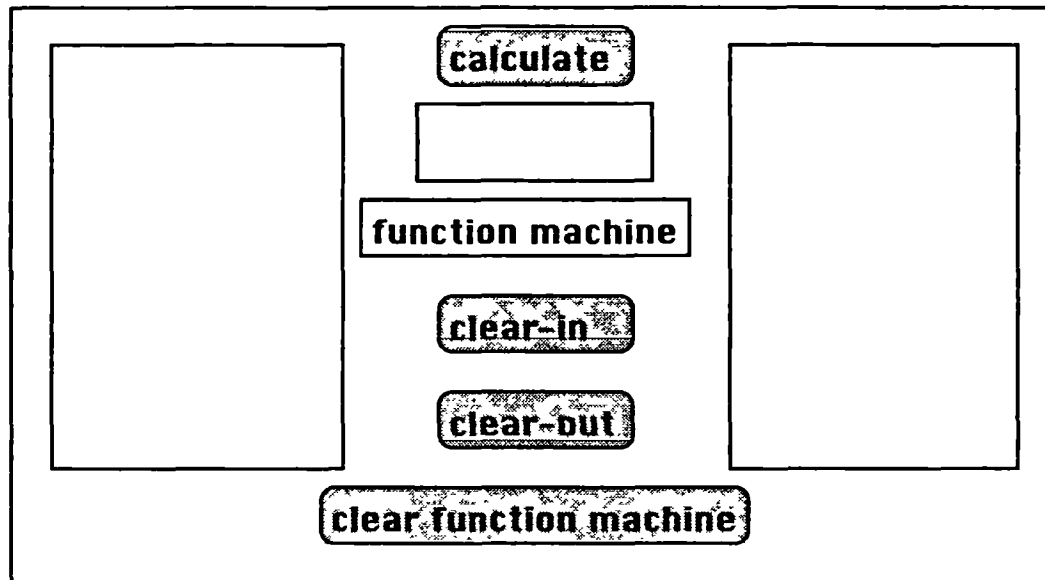 calculate
function machine
clear-in
clear-out
clear function machine